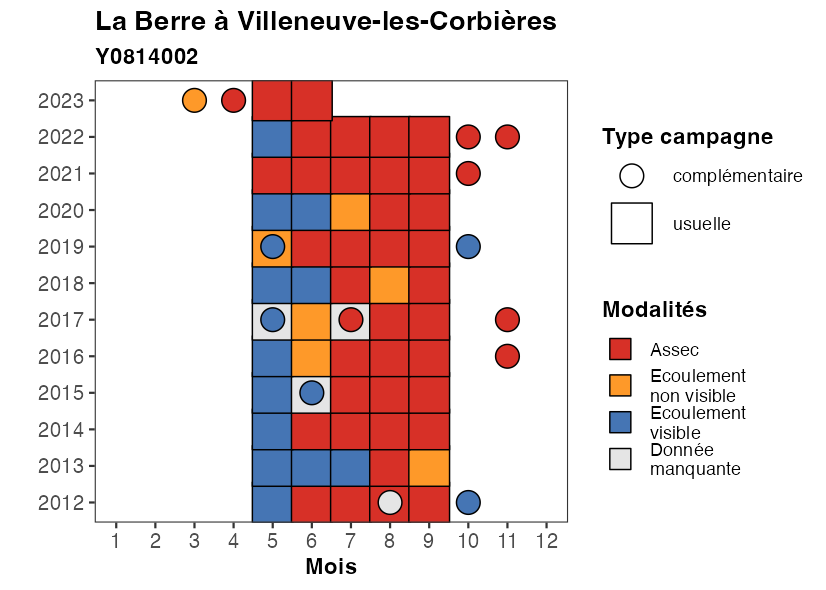 La Berre à Villeneuve-les-Corbières
Y0814002
2023
2022
2021
2020
2019
2018
2017
2016
2015
2014
2013
2012
1 2 3 4 5 6 7 8 9 10 11 12
Mois
Type campagne
complémentaire
usuelle
Modalités
Assec
Ecoulement
non visible
Ecoulement
visible
Donnée
manquante